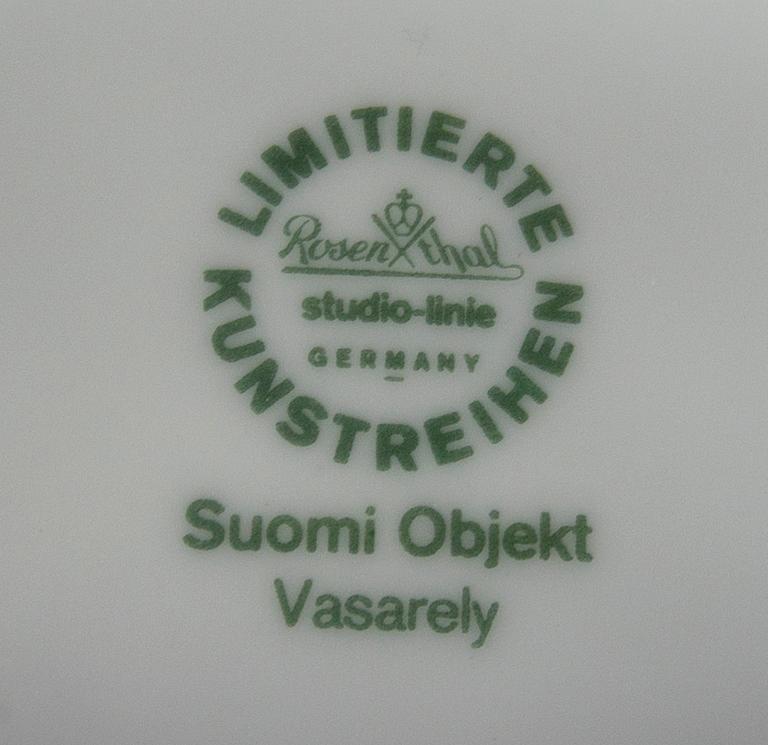 LIMITIERTE
Rosenthal
studio-linie
GERMANY
KUNSTREIHEN
Suomi Objekt
Vasarely